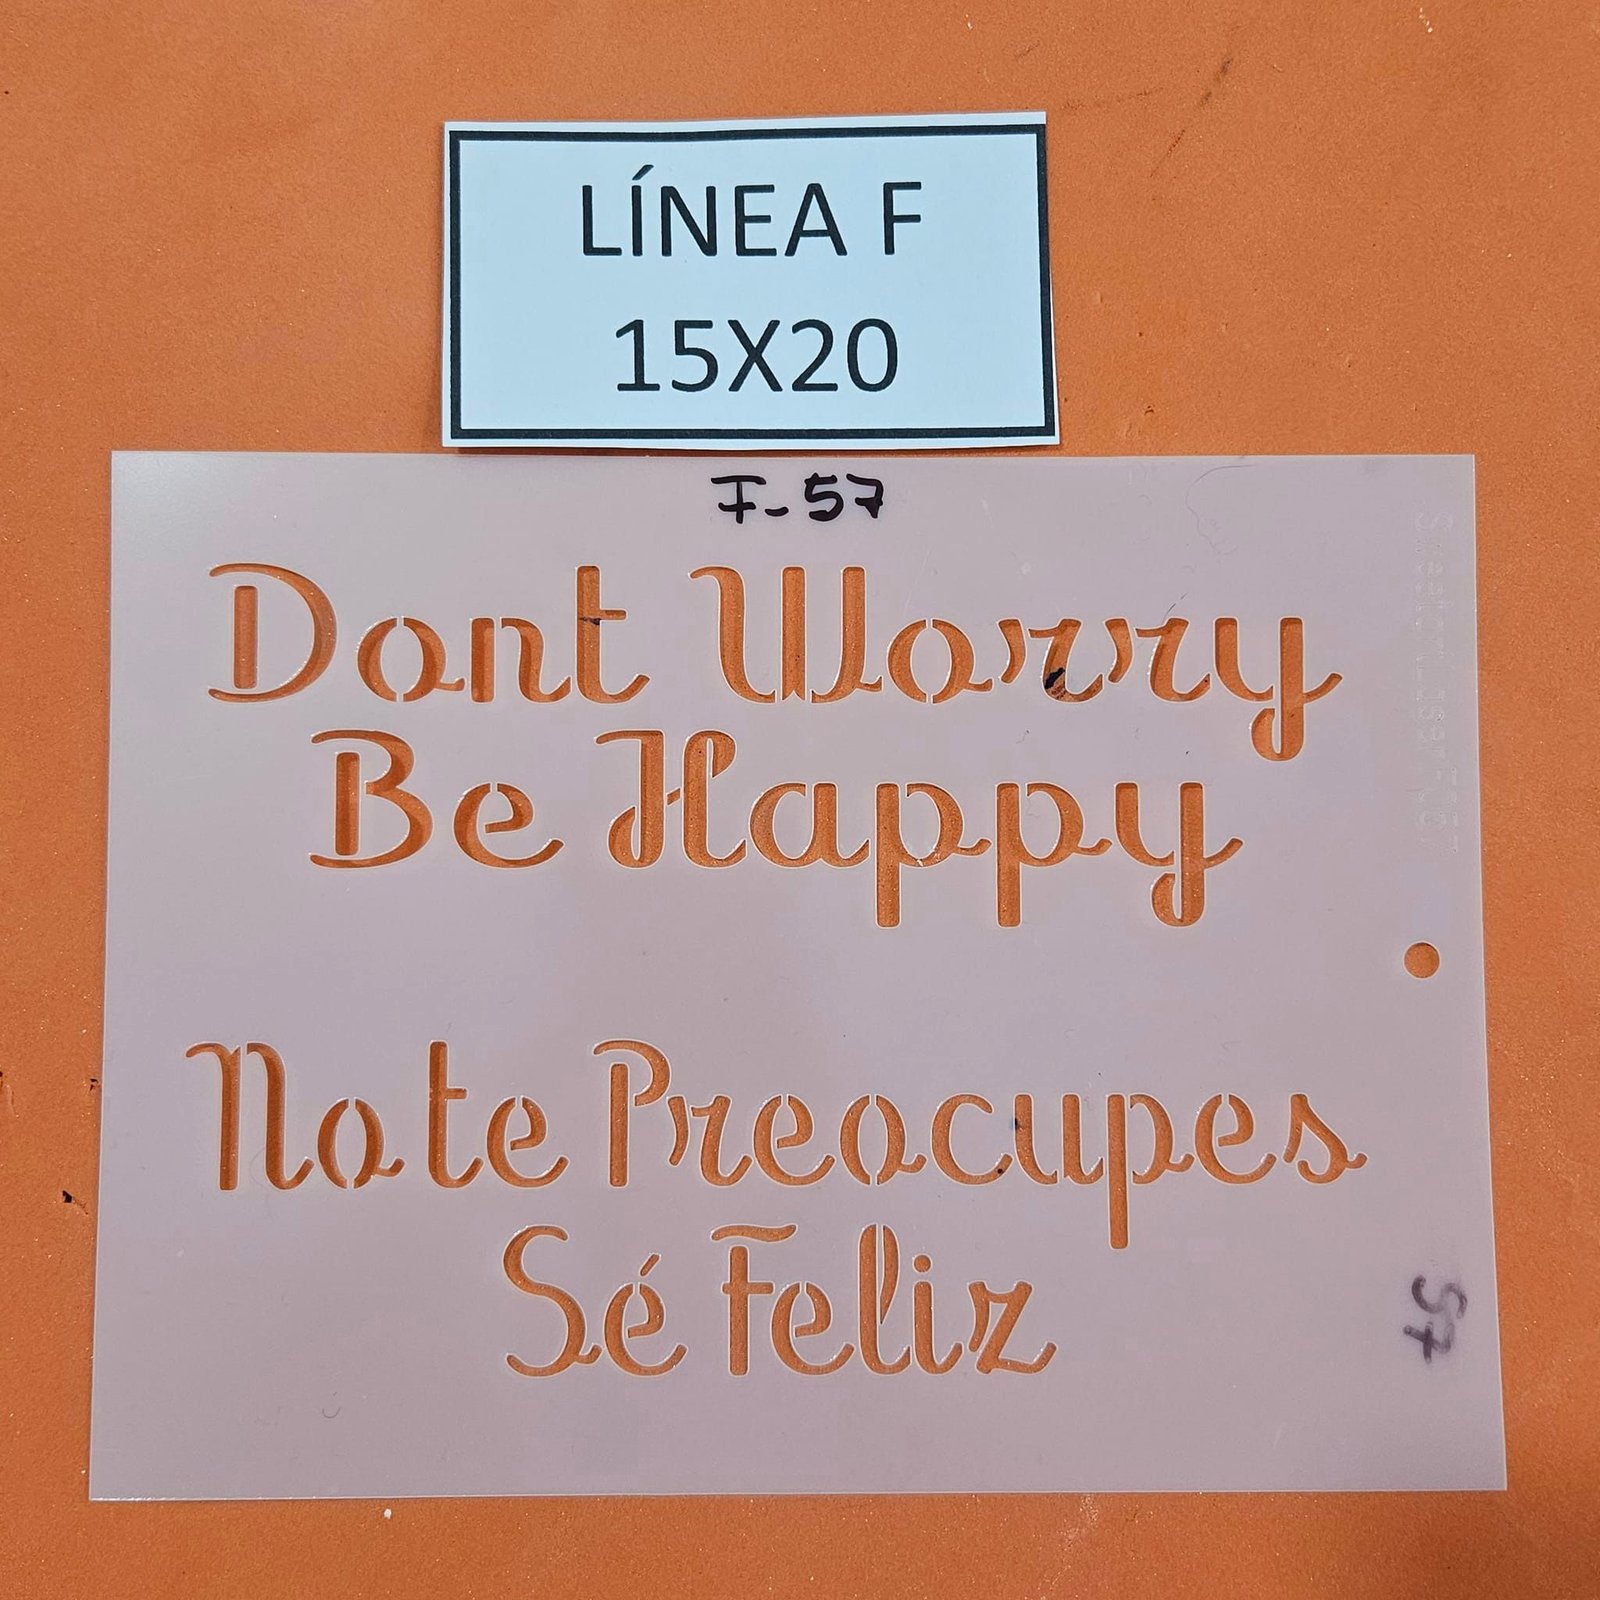 LÍNEA F
15X20
F-57
Dont Worry
Be Happy
No te Preocupes
Sé Feliz
57